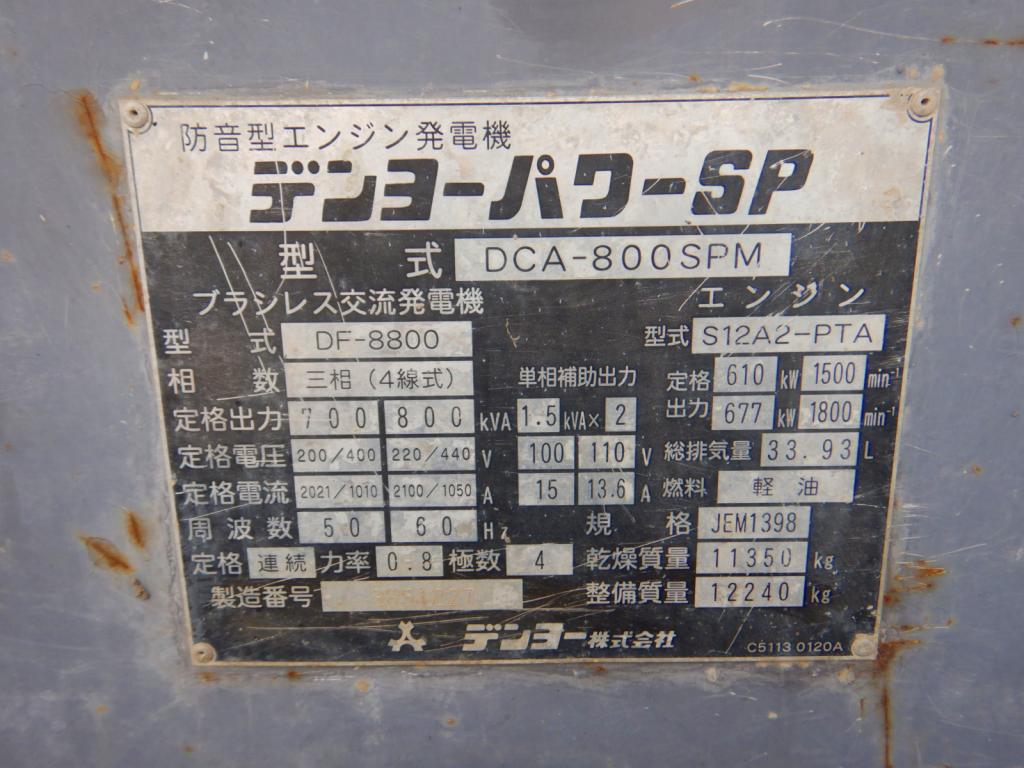 防音型エンジン発電機
デンヨーパワーSP
型式 DCA-800SPM
ブラシレス交流発電機 エンジン
型式 DF-8800 型式 S12A2-PTA
相数 三相(4線式) 単相補助出力 定格 610 kW 1500 min-1
定格出力 700 800 kVA 1.5 kVA× 2 出力 677 kW 1800 min-1
定格電圧 200/400 220/440 V 100 110 V 総排気量 33.93 L
定格電流 2021/1010 2100/1050 A 15 13.6 A 燃料 軽油
周波数 50 60 Hz 規格 JEM1398
定格 連続 力率 0.8 極数 4 乾燥質量 11350 kg
製造番号 整備質量 12240 kg
デンヨー株式会社 C5113 0120A